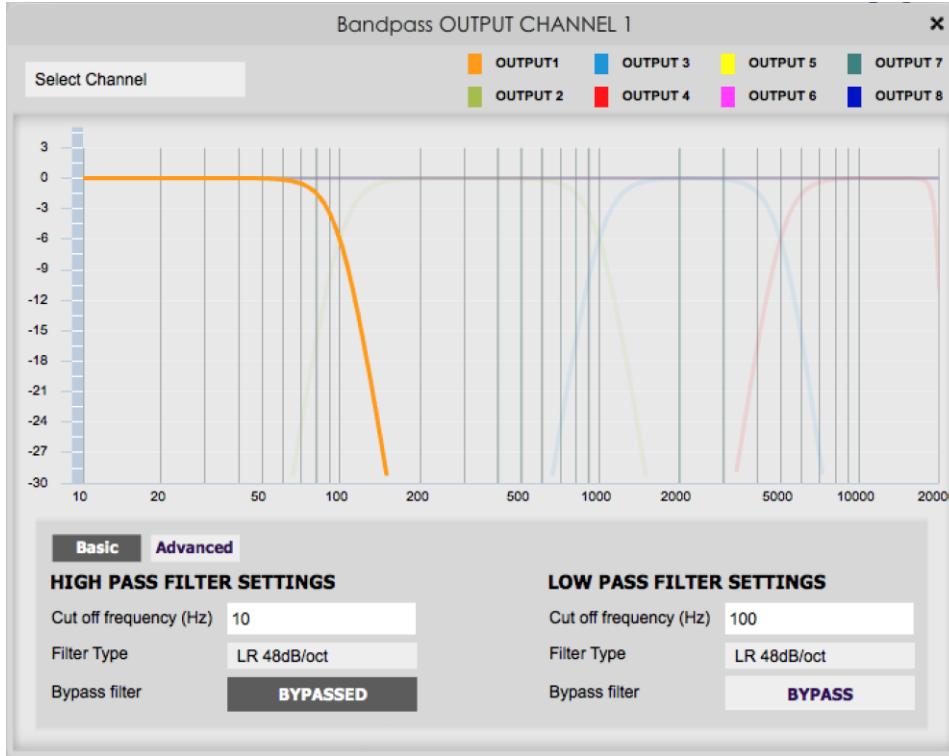 Bandpass OUTPUT CHANNEL 1
Select Channel
OUTPUT1 OUTPUT 3 OUTPUT 5 OUTPUT 7
OUTPUT 2 OUTPUT 4 OUTPUT 6 OUTPUT 8
3
0
-3
-6
-9
-12
-15
-18
-21
-24
-27
-30
10 20 50 100 200 500 1000 2000 5000 10000 2000
Basic Advanced
HIGH PASS FILTER SETTINGS LOW PASS FILTER SETTINGS
Cut off frequency (Hz) 10 Cut off frequency (Hz) 100
Filter Type LR 48dB/oct Filter Type LR 48dB/oct
Bypass filter BYPASSED Bypass filter BYPASS